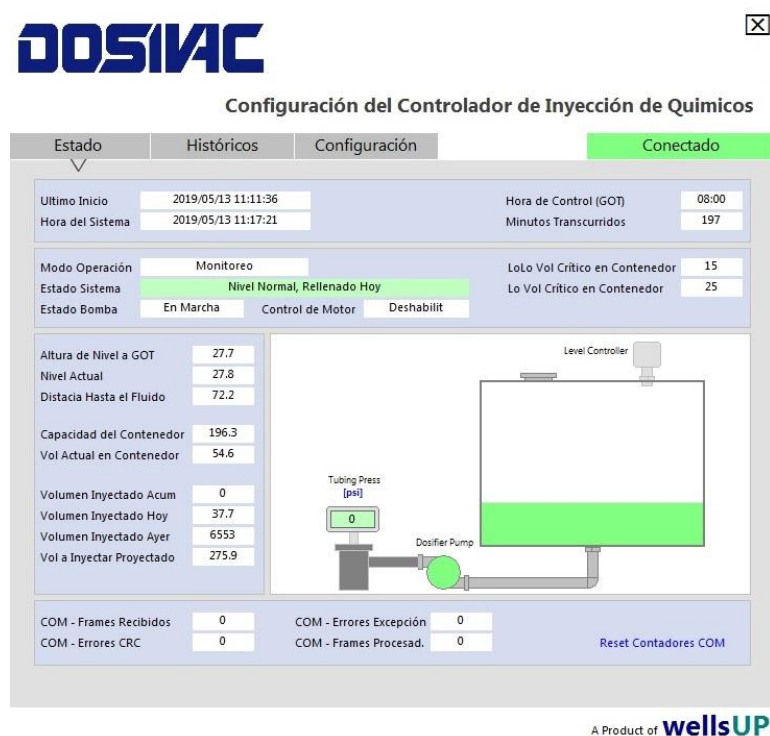 DOSIVAC
Configuración del Controlador de Inyección de Quimicos
Estado Históricos Configuración Conectado
Ultimo Inicio 2019/05/13 11:11:36 Hora de Control (GOT) 08:00
Hora del Sistema 2019/05/13 11:17:21 Minutos Transcurridos 197
Modo Operación Monitoreo LoLo Vol Crítico en Contenedor 15
Estado Sistema Nivel Normal, Rellenado Hoy Lo Vol Crítico en Contenedor 25
Estado Bomba En Marcha Control de Motor Deshabilit
Altura de Nivel a GOT 27.7
Nivel Actual 27.8
Distacia Hasta el Fluido 72.2
Capacidad del Contenedor 196.3
Vol Actual en Contenedor 54.6
Volumen Inyectado Acum 0
Volumen Inyectado Hoy 37.7
Volumen Inyectado Ayer 6553
Vol a Inyectar Proyectado 275.9
Level Controller
Tubing Press
[psi]
0
Dosifier Pump
COM - Frames Recibidos 0 COM - Errores Excepción 0
COM - Errores CRC 0 COM - Frames Procesad. 0 Reset Contadores COM
A Product of wellsUP